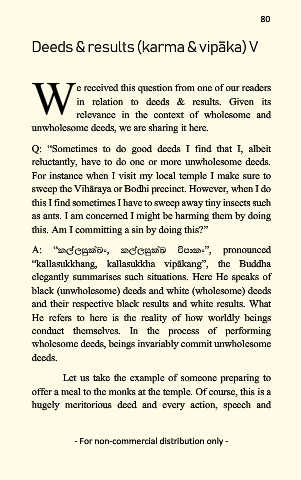 80
Deeds & results (karma & vipāka) V
We received this question from one of our readers
in relation to deeds & results. Given its
relevance in the context of wholesome and
unwholesome deeds, we are sharing it here.
Q: “Sometimes to do good deeds I find that I, albeit
reluctantly, have to do one or more unwholesome deeds.
For instance when I visit my local temple I make sure to
sweep the Vihāraya or Bodhi precinct. However, when I do
this I find sometimes I have to sweep away tiny insects such
as ants. I am concerned I might be harming them by doing
this. Am I committing a sin by doing this?”
A: “කල්ලසුක්ඛං, කල්ලසුක්ඛ විපාකං”, pronounced
“kallasukkhang, kallasukkha vipākang”, the Buddha
elegantly summarises such situations. Here He speaks of
black (unwholesome) deeds and white (wholesome) deeds
and their respective black results and white results. What
He refers to here is the reality of how worldly beings
conduct themselves. In the process of performing
wholesome deeds, beings invariably commit unwholesome
deeds.
Let us take the example of someone preparing to
offer a meal to the monks at the temple. Of course, this is a
hugely meritorious deed and every action, speech and
- For non-commercial distribution only -